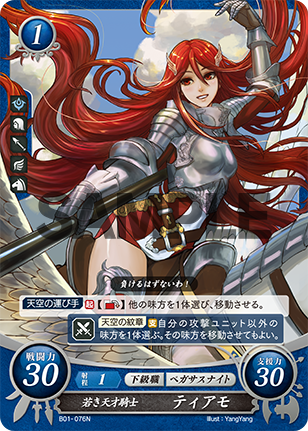 1
SAMPLE
負けるはずないわ！
天空の運び手 起 【 】他の味方を1体選び、移動させる。
天空の紋章 支 自分の攻撃ユニット以外の
味方を1体選ぶ。その味方を移動させてもよい。
戦闘力
30
射程
1
下級職
ペガサスナイト
支援力
30
若き天才騎士
ティアモ
B01-076N
Illust：YangYang